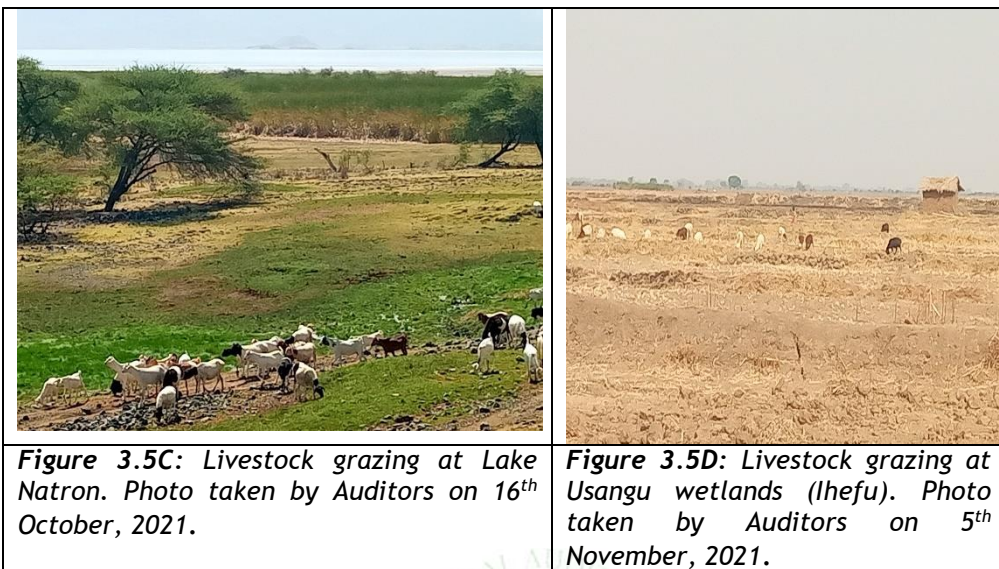 Figure 3.5C: Livestock grazing at Lake
Natron. Photo taken by Auditors on 16th
October, 2021.
Figure 3.5D: Livestock grazing at
Usangu wetlands (Ihefu). Photo
taken by Auditors on 5th
November, 2021.